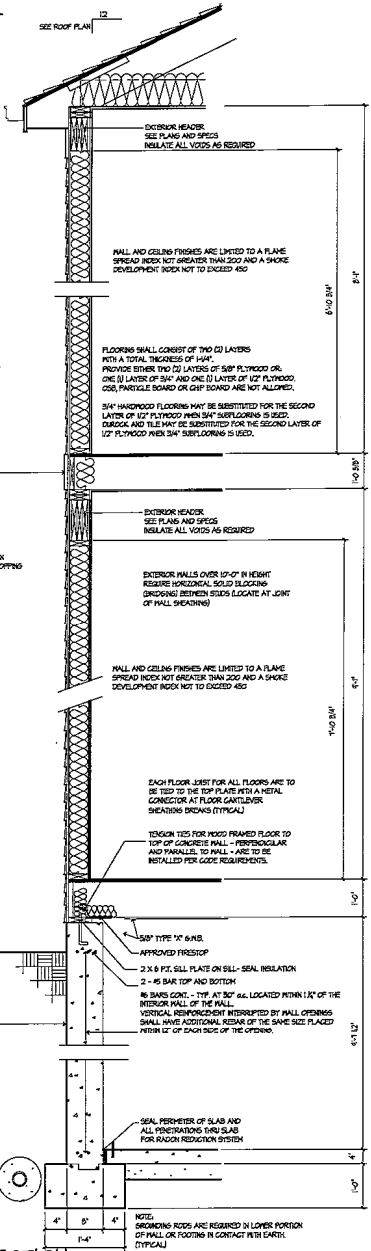 12
SEE ROOF PLAN
EXTERIOR HEADER
SEE PLANS AND SPECS
INSULATE ALL VOIDS AS REQUIRED
WALL AND CEILING FINISHES ARE LIMITED TO A FLAME
SPREAD INDEX NOT GREATER THAN 200 AND A SMOKE
DEVELOPMENT INDEX NOT TO EXCEED 450
6'-10 3/4"
8'-1"
FLOORING SHALL CONSIST OF TWO (2) LAYERS
WITH A TOTAL THICKNESS OF 1-1/4".
PROVIDE EITHER TWO (2) LAYERS OF 5/8" PLYWOOD OR
ONE (1) LAYER OF 3/4" AND ONE (1) LAYER OF 1/2" PLYWOOD.
OSB, PARTICLE BOARD OR CHIP BOARD ARE NOT ALLOWED.
3/4" HARDWOOD FLOORING MAY BE SUBSTITUTED FOR THE SECOND
LAYER OF 1/2" PLYWOOD WHEN 3/4" SUBFLOORING IS USED.
DUROCK AND TILE MAY BE SUBSTITUTED FOR THE SECOND LAYER OF
1/2" PLYWOOD WHEN 3/4" SUBFLOORING IS USED.
1'-0 5/8"
EXTERIOR HEADER
SEE PLANS AND SPECS
INSULATE ALL VOIDS AS REQUIRED
X
OPPING
EXTERIOR WALLS OVER 10'-0" IN HEIGHT
REQUIRE HORIZONTAL SOLID BLOCKING
(BRIDGING) BETWEEN STUDS (LOCATE AT JOINT
OF WALL SHEATHING)
WALL AND CEILING FINISHES ARE LIMITED TO A FLAME
SPREAD INDEX NOT GREATER THAN 200 AND A SMOKE
DEVELOPMENT INDEX NOT TO EXCEED 450
7'-10 3/4"
9'-1"
EACH FLOOR JOIST FOR ALL FLOORS ARE TO
BE TIED TO THE TOP PLATE WITH A METAL
CONNECTOR AT FLOOR CANTILEVER
SHEATHING BREAKS (TYPICAL)
TENSION TIES FOR WOOD FRAMED FLOOR TO
TOP OF CONCRETE WALL - PERPENDICULAR
AND PARALLEL TO WALL - ARE TO BE
INSTALLED PER CODE REQUIREMENTS.
1'-0"
5/8" TYPE "X" G.W.B.
APPROVED FIRESTOP
2 X 6 P.T. SILL PLATE ON SILL-SEAL INSULATION
2 - #5 BAR TOP AND BOTTOM
#6 BARS CONT. - TYP. AT 30" o.c. LOCATED WITHIN 1 1/4" OF THE
INTERIOR WALL OF THE WALL.
VERTICAL REINFORCEMENT INTERRUPTED BY WALL OPENINGS
SHALL HAVE ADDITIONAL REBAR OF THE SAME SIZE PLACED
WITHIN 12" OF EACH SIDE OF THE OPENING.
SEAL PERIMETER OF SLAB AND
ALL PENETRATIONS THRU SLAB
FOR RADON REDUCTION SYSTEM
4"
1'-0"
4"
8"
4"
1'-4"
NOTE:
GROUNDING RODS ARE REQUIRED IN LOWER PORTION
OF WALL OR FOOTING IN CONTACT WITH EARTH.
(TYPICAL)